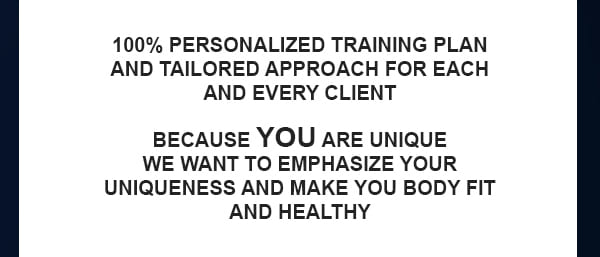 100% PERSONALIZED TRAINING PLAN
AND TAILORED APPROACH FOR EACH
AND EVERY CLIENT
BECAUSE YOU ARE UNIQUE
WE WANT TO EMPHASIZE YOUR
UNIQUENESS AND MAKE YOU BODY FIT
AND HEALTHY